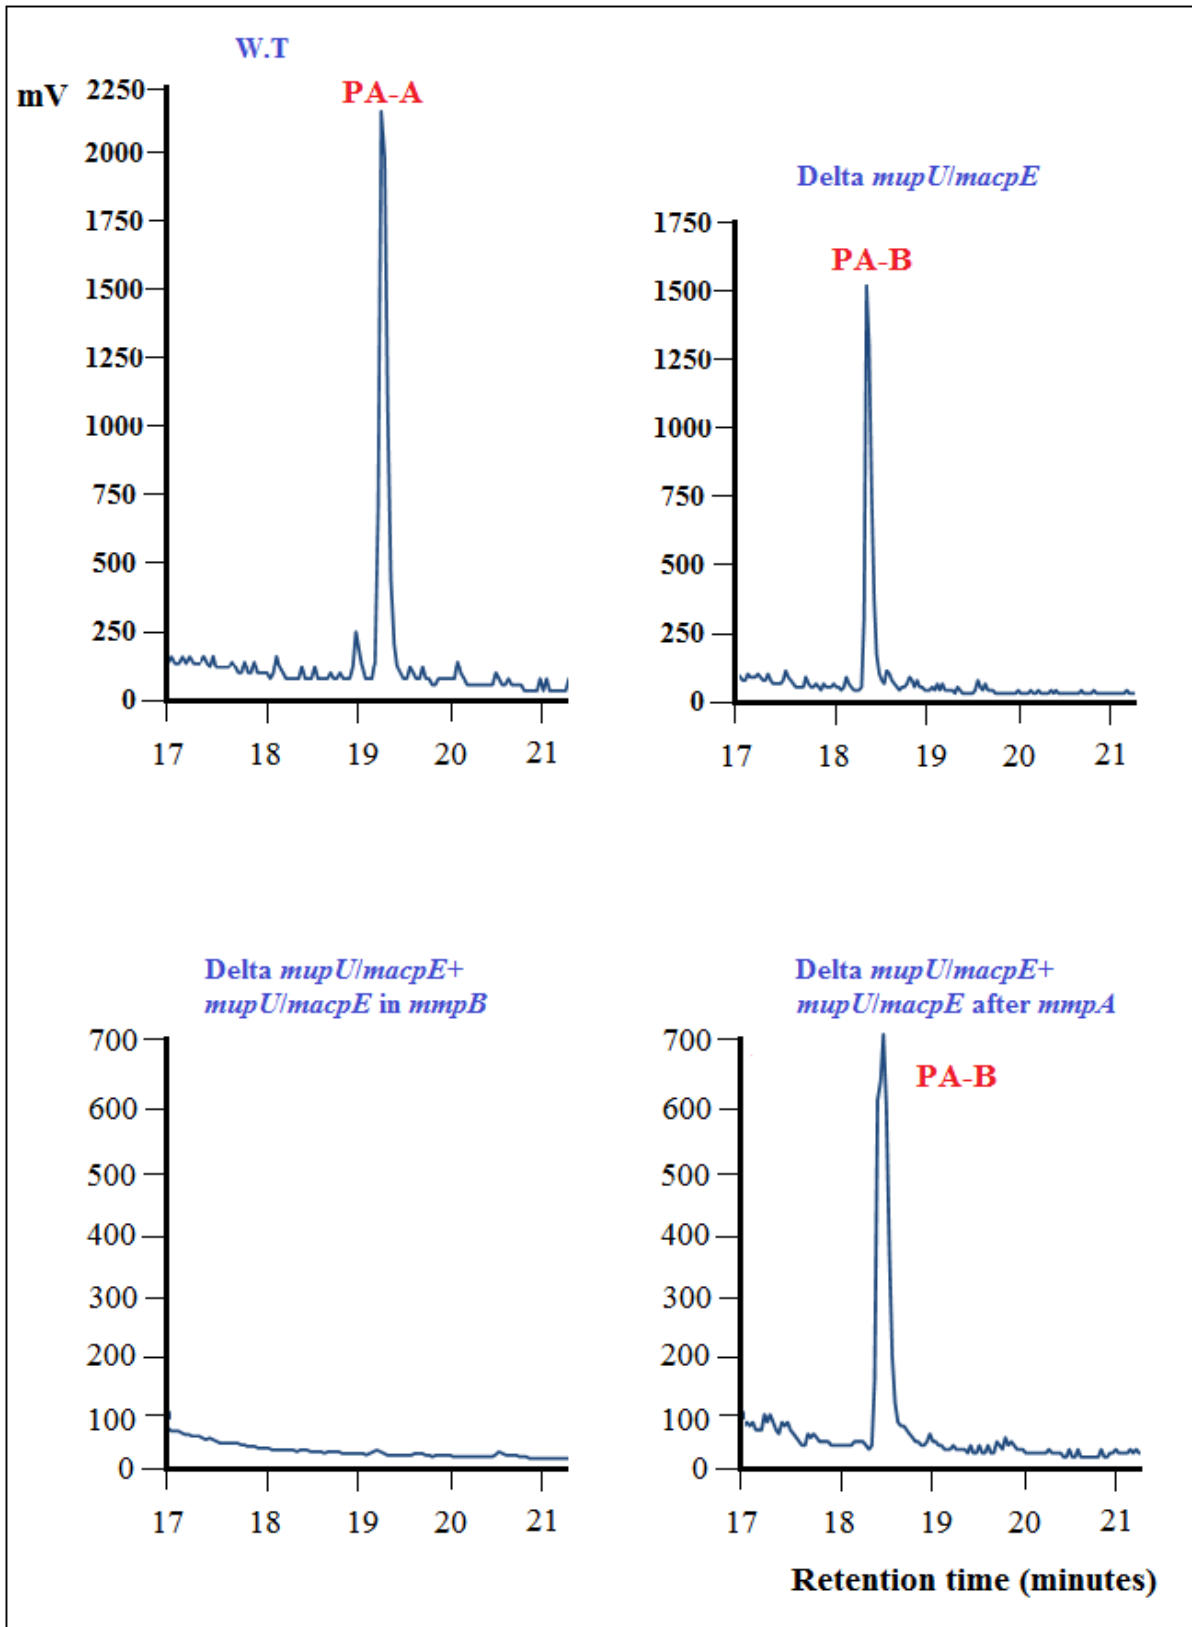 W.T
mV
2250
2000
1750
1500
1250
1000
750
500
250
0
PA-A
17 18 19 20 21
Delta mupU/macpE
1750
1500
1250
1000
750
500
250
0
PA-B
17 18 19 20 21
Delta mupU/macpE+
mupU/macpE in mmpB
700
600
500
400
300
200
100
0
17 18 19 20 21
Delta mupU/macpE+
mupU/macpE after mmpA
700
600
500
400
300
200
100
0
PA-B
17 18 19 20 21
Retention time (minutes)